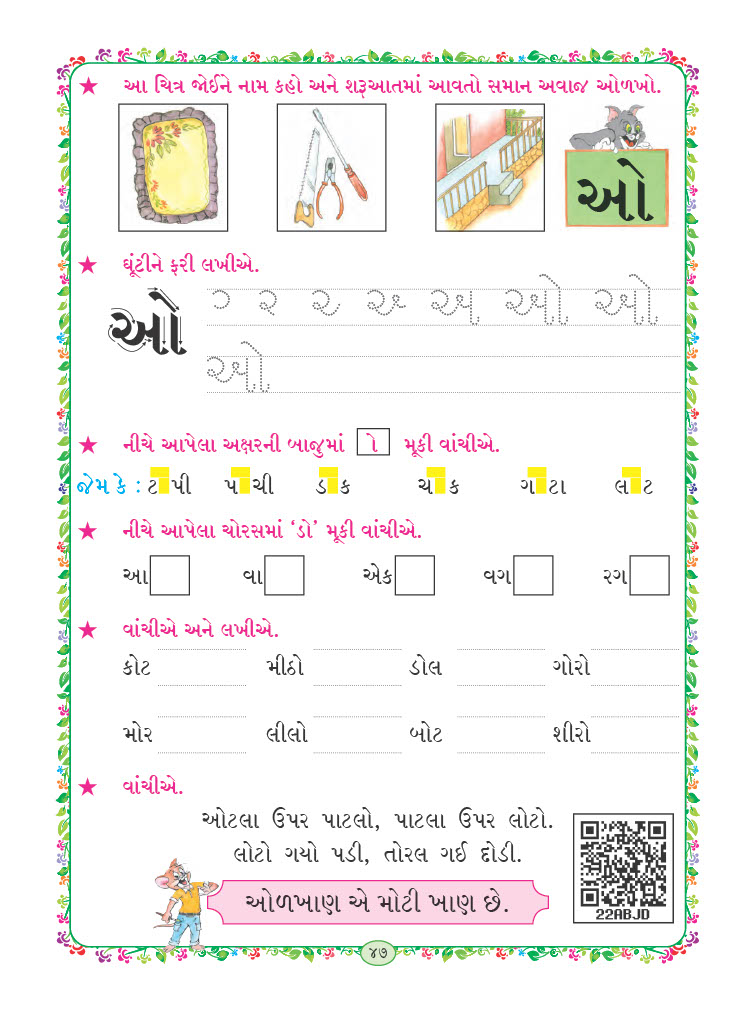 ★ આ ચિત્ર જોઈને નામ કહો અને શરૂઆતમાં આવતો સમાન અવાજ ઓળખો.
ઓ
★ ઘૂંટીને ફરી લખીએ.
ઓ ૨ અ ઓ ઓ
ઓ
★ નીચે આપેલા અક્ષરની બાજુમાં ો મૂકી વાંચીએ.
જેમ કે : ટ પી પ ચી ડ ક ચ ક ગ ટા લ ટ
★ નીચે આપેલા ચોરસમાં ‘ડો’ મૂકી વાંચીએ.
આ વા એક વગ રગ
★ વાંચીએ અને લખીએ.
કોટ મીઠો ડોલ ગોરો
મોર લીલો બોટ શીરો
★ વાંચીએ.
ઓટલા ઉપર પાટલો, પાટલા ઉપર લોટો.
લોટો ગયો પડી, તોરલ ગઈ દોડી.
ઓળખાણ એ મોટી ખાણ છે.
22ABJD
૪૭